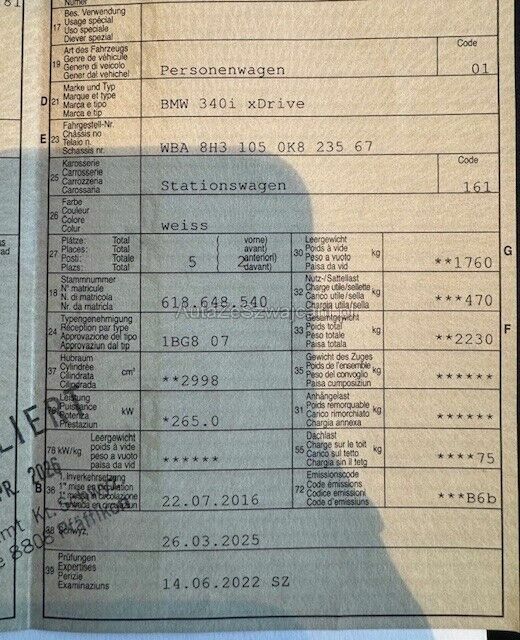 Numer
17 Bes. Verwendung
Usage spécial
Uso speciale
Diever spezial
19 Art des Fahrzeugs
Genre de véhicule
Genere di veicolo
Gener dal vehichel
Code
Personenwagen 01
D 21 Marke und Typ
Marque et type
Marca e tipo
Marca e tip
BMW 340i xDrive
E 23 Fahrgestell-Nr.
Châssis no
Telaio n.
Schassis nr.
WBA 8H3 105 0K8 235 67
25 Karosserie
Carrosserie
Carrozzeria
Carossaria
Code
Stationswagen 161
26 Farbe
Couleur
Colore
Colur
weiss
27 Plätze: Total
Places: Total
Posti: Totale
Plazs: Total
5 ( 2 vorne)
avant)
anteriori)
davant)
30 Leergewicht
Poids à vide
Peso a vuoto
Paisa da vid
kg **1760 G
18 Stammnummer
N° matricule
N. di matricola
Nr. da matricla
618.648.540
32 Nutz-/Sattellast
Charge utile/sellette
Carico utile/sella
Chargia utila/sella
kg ***470
24 Typengenehmigung
Réception par type
Approvazione del tipo
Approvaziun dal tip
1BG8 07
33 Gesamtgewicht
Poids total
Peso totale
Paisa totala
kg **2230 F
37 Hubraum
Cylindrée
Cilindrata
Cilindrada
cm³ **2998
35 Gewicht des Zuges
Poids de l'ensemble
Peso del convoglio
Paisa cumposiziun
kg ******
Leistung
Puissance
Potenza
Prestaziun
kW *265.0
31 Anhängelast
Poids remorquable
Carico rimorchiato
Chargia annexa
kg ******
78 kW/kg Leergewicht
poids à vide
peso a vuoto
paisa da vid
******
55 Dachlast
Charge sur le toit
Carico sul tetto
Chargia sin il tetg
kg ****75
B 36 1. Inverkehrsetzung
1re mise en circulation
1a messa in circolazione
22.07.2016
72 Emissionscode
Code émissions
Codice emissioni
Code d'emissiuns
***B6b
26.03.2025
39 Prüfungen
Expertises
Perizie
Examinaziuns
14.06.2022 SZ
8808 Pfäffikon
AutazeSzwajcarii.pl